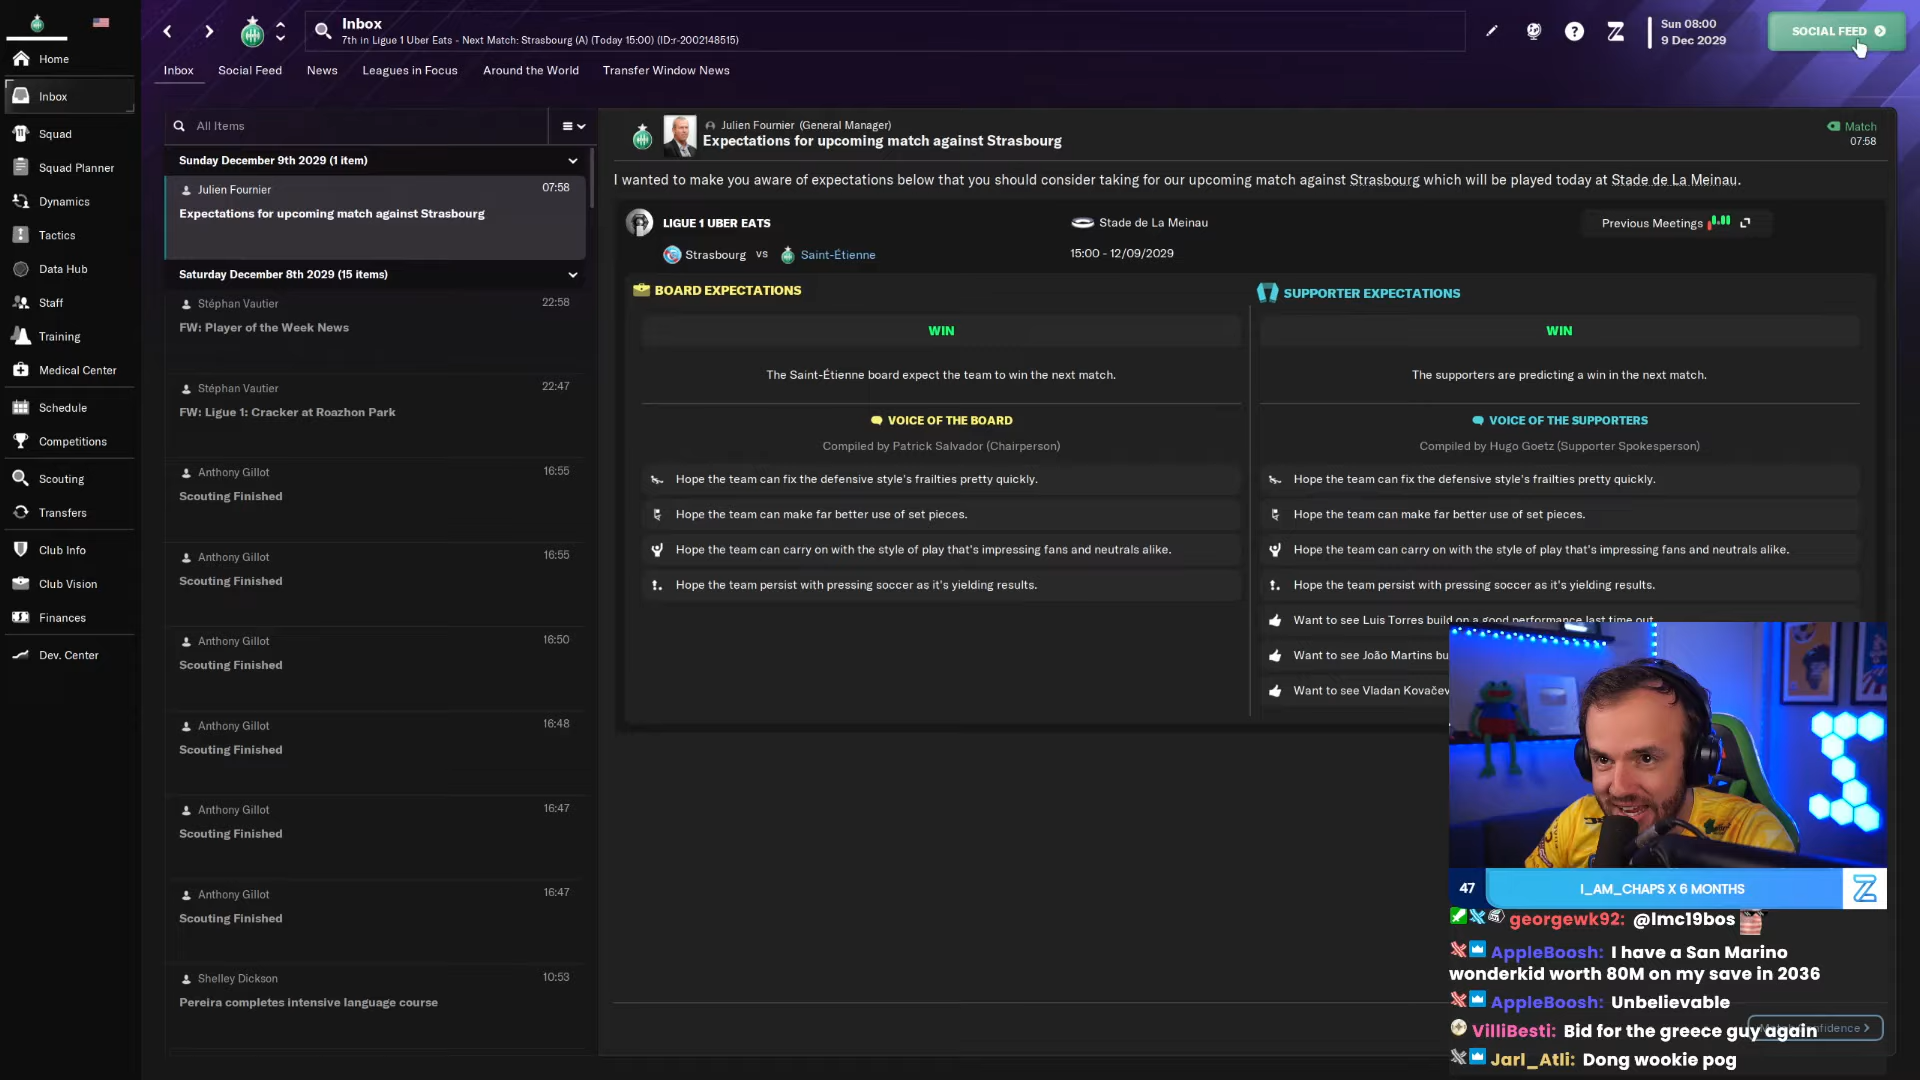 Inbox
7th in Ligue 1 Uber Eats - Next Match: Strasbourg (A) (Today 15:00) (ID:r-2002148515)
Sun 08:00
9 Dec 2029
SOCIAL FEED
Home
Inbox
Squad
Squad Planner
Dynamics
Tactics
Data Hub
Staff
Training
Medical Center
Schedule
Competitions
Scouting
Transfers
Club Info
Club Vision
Finances
Dev. Center
Inbox
Social Feed
News
Leagues in Focus
Around the World
Transfer Window News
All Items
Sunday December 9th 2029 (1 item)
Julien Fournier
07:58
Expectations for upcoming match against Strasbourg
Saturday December 8th 2029 (15 items)
Stéphan Vautier
22:58
FW: Player of the Week News
Stéphan Vautier
22:47
FW: Ligue 1: Cracker at Roazhon Park
Anthony Gillot
16:55
Scouting Finished
Anthony Gillot
16:55
Scouting Finished
Anthony Gillot
16:50
Scouting Finished
Anthony Gillot
16:48
Scouting Finished
Anthony Gillot
16:47
Scouting Finished
Anthony Gillot
16:47
Scouting Finished
Shelley Dickson
10:53
Pereira completes intensive language course
Julien Fournier (General Manager)
Expectations for upcoming match against Strasbourg
Match
07:58
I wanted to make you aware of expectations below that you should consider taking for our upcoming match against Strasbourg which will be played today at Stade de La Meinau.
LIGUE 1 UBER EATS
Stade de La Meinau
Previous Meetings
Strasbourg vs Saint-Étienne
15:00 - 12/09/2029
BOARD EXPECTATIONS
WIN
The Saint-Étienne board expect the team to win the next match.
VOICE OF THE BOARD
Compiled by Patrick Salvador (Chairperson)
Hope the team can fix the defensive style's frailties pretty quickly.
Hope the team can make far better use of set pieces.
Hope the team can carry on with the style of play that's impressing fans and neutrals alike.
Hope the team persist with pressing soccer as it's yielding results.
SUPPORTER EXPECTATIONS
WIN
The supporters are predicting a win in the next match.
VOICE OF THE SUPPORTERS
Compiled by Hugo Goetz (Supporter Spokesperson)
Hope the team can fix the defensive style's frailties pretty quickly.
Hope the team can make far better use of set pieces.
Hope the team can carry on with the style of play that's impressing fans and neutrals alike.
Hope the team persist with pressing soccer as it's yielding results.
Want to see Luis Torres build on a good performance last time out.
Want to see João Martins bu
Want to see Vladan Kovačev
47
I_AM_CHAPS X 6 MONTHS
georgewk92: @lmc19bos
AppleBoosh: I have a San Marino
wonderkid worth 80M on my save in 2036
AppleBoosh: Unbelievable
VilliBesti: Bid for the greece guy again
Jarl_Atli: Dong wookie pog